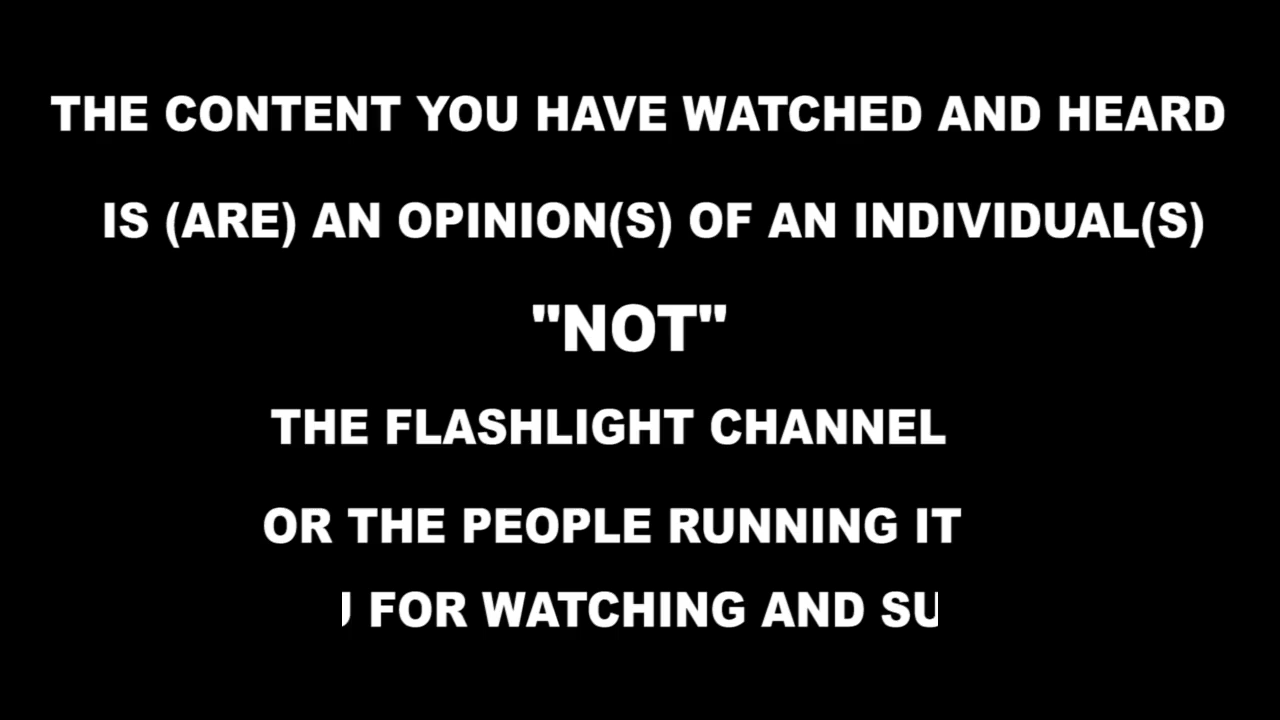 THE CONTENT YOU HAVE WATCHED AND HEARD
IS (ARE) AN OPINION(S) OF AN INDIVIDUAL(S)
"NOT"
THE FLASHLIGHT CHANNEL
OR THE PEOPLE RUNNING IT
FOR WATCHING AND